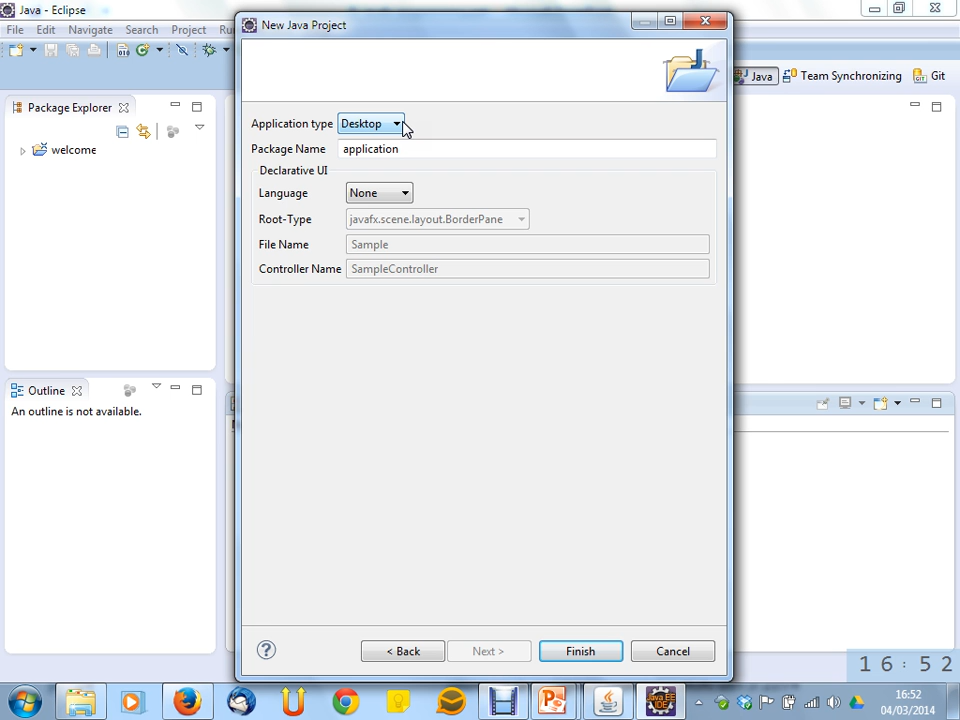 Java - Eclipse
New Java Project
File Edit Navigate Search Project
Java Team Synchronizing Git
Package Explorer
welcome
Application type Desktop
Package Name application
Declarative UI
Language None
Root-Type javafx.scene.layout.BorderPane
File Name Sample
Controller Name SampleController
Outline
An outline is not available.
< Back Next > Finish Cancel
16:52
16:52
04/03/2014